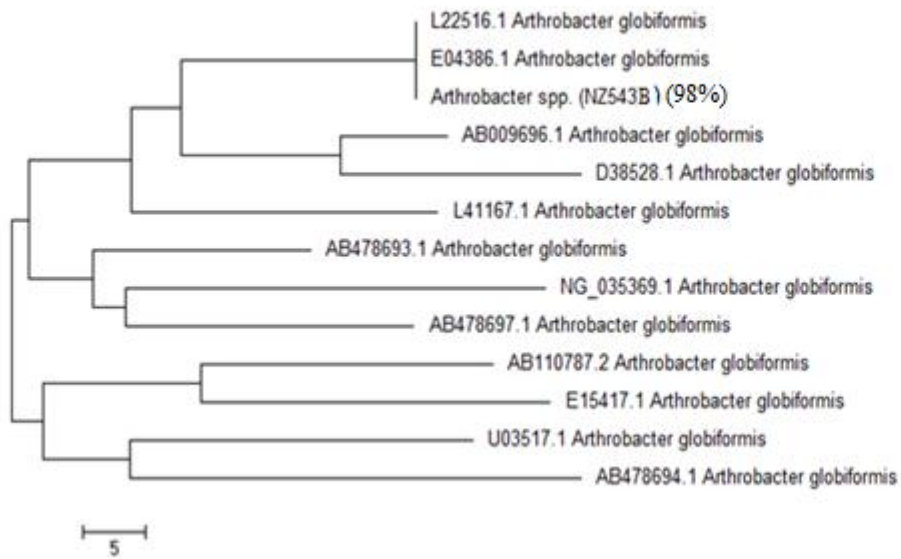 L22516.1 Arthrobacter globiformis
E04386.1 Arthrobacter globiformis
Arthrobacter spp. (NZ543B) (98%)
AB009696.1 Arthrobacter globiformis
D38528.1 Arthrobacter globiformis
L41167.1 Arthrobacter globiformis
AB478693.1 Arthrobacter globiformis
NG_035369.1 Arthrobacter globiformis
AB478697.1 Arthrobacter globiformis
AB110787.2 Arthrobacter globiformis
E15417.1 Arthrobacter globiformis
U03517.1 Arthrobacter globiformis
AB478694.1 Arthrobacter globiformis
5